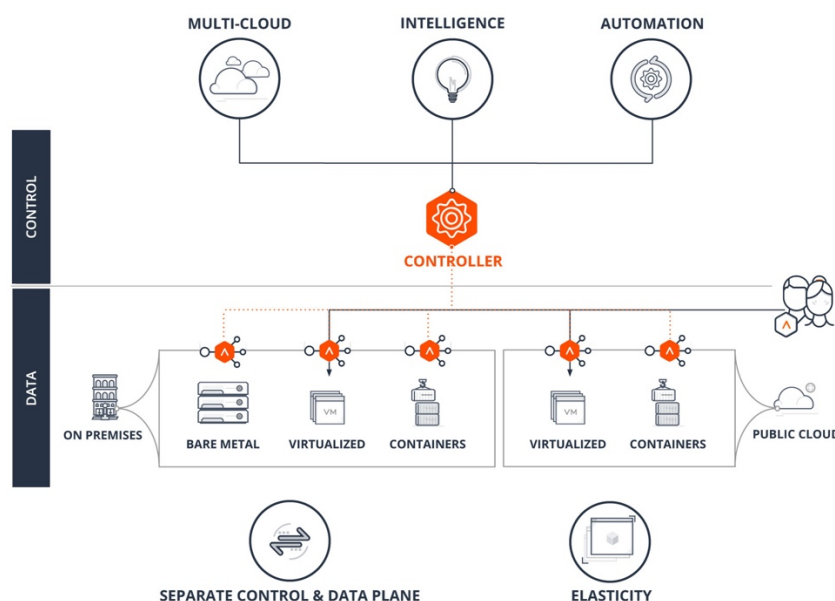 MULTI-CLOUD
INTELLIGENCE
AUTOMATION
CONTROL
CONTROLLER
DATA
VM
VM
ON PREMISES
BARE METAL
VIRTUALIZED
CONTAINERS
VIRTUALIZED
CONTAINERS
PUBLIC CLOUD
SEPARATE CONTROL & DATA PLANE
ELASTICITY